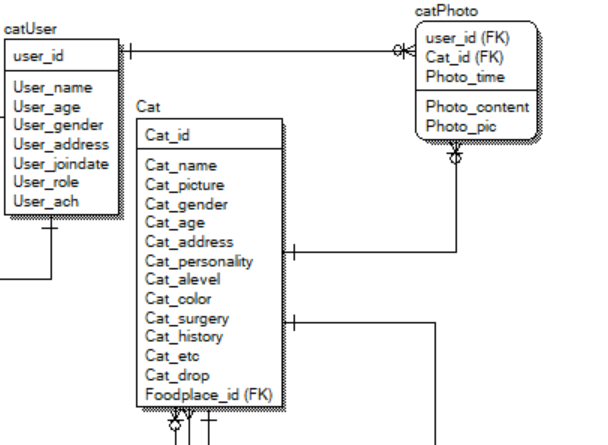 catUser
user_id
User_name
User_age
User_gender
User_address
User_joindate
User_role
User_ach
Cat
Cat_id
Cat_name
Cat_picture
Cat_gender
Cat_age
Cat_address
Cat_personality
Cat_alevel
Cat_color
Cat_surgery
Cat_history
Cat_etc
Cat_drop
Foodplace_id (FK)
catPhoto
user_id (FK)
Cat_id (FK)
Photo_time
Photo_content
Photo_pic